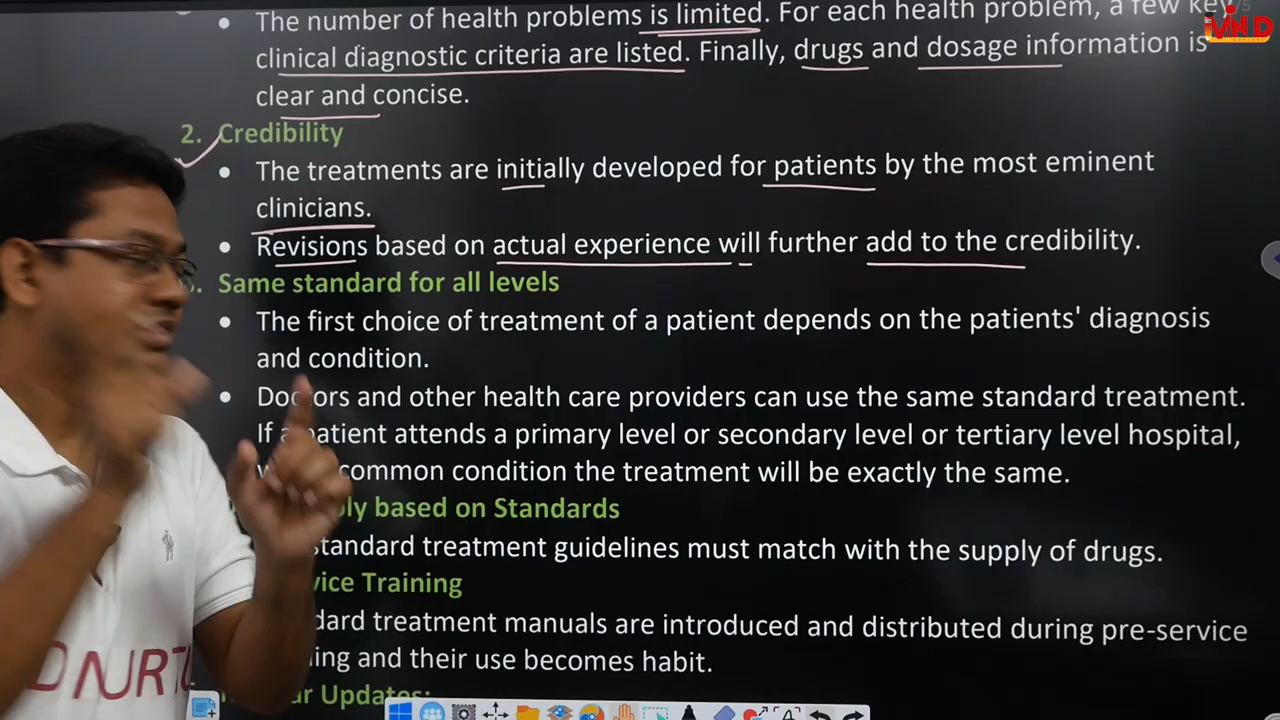 The number of health problems is limited. For each health problem, a few key
clinical diagnostic criteria are listed. Finally, drugs and dosage information is
clear and concise.
2. Credibility
The treatments are initially developed for patients by the most eminent
clinicians.
Revisions based on actual experience will further add to the credibility.
Same standard for all levels
The first choice of treatment of a patient depends on the patients' diagnosis
and condition.
Doctors and other health care providers can use the same standard treatment.
If a patient attends a primary level or secondary level or tertiary level hospital,
common condition the treatment will be exactly the same.
based on Standards
standard treatment guidelines must match with the supply of drugs.
Training
treatment manuals are introduced and distributed during pre-service
and their use becomes habit.
Updates: